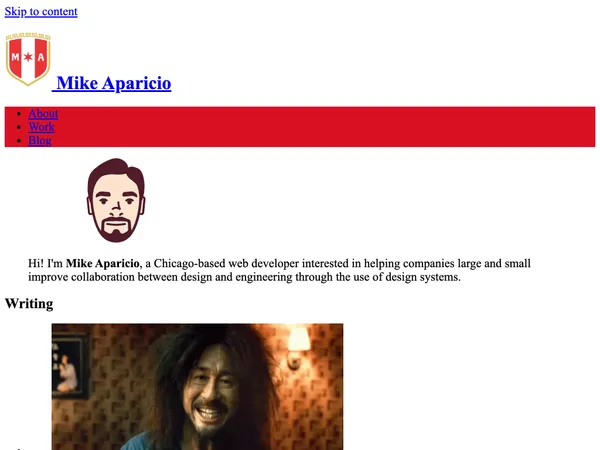 Skip to content
M A
Mike Aparicio
About
Work
Blog
Hi! I'm Mike Aparicio, a Chicago-based web developer interested in helping companies large and small
improve collaboration between design and engineering through the use of design systems.
Writing